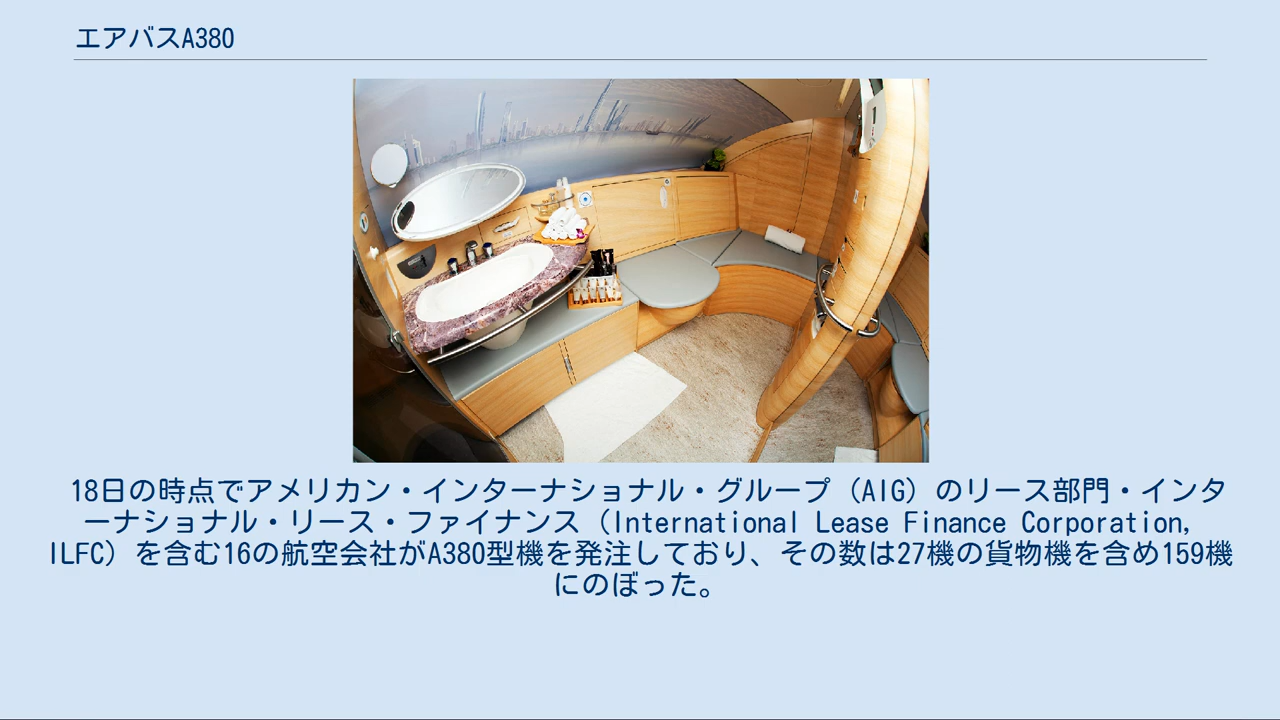 エアバスA380
18日の時点でアメリカン・インターナショナル・グループ（AIG）のリース部門・インタ
ーナショナル・リース・ファイナンス（International Lease Finance Corporation,
ILFC）を含む16の航空会社がA380型機を発注しており、その数は27機の貨物機を含め159機
にのぼった。